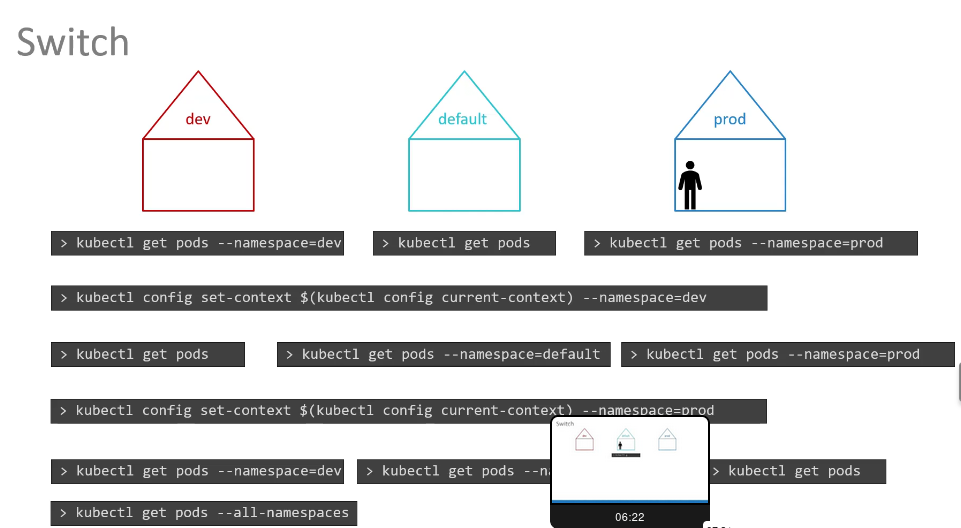 Switch
dev
default
prod
> kubectl get pods --namespace=dev
> kubectl get pods
> kubectl get pods --namespace=prod
> kubectl config set-context $(kubectl config current-context) --namespace=dev
> kubectl get pods
> kubectl get pods --namespace=default
> kubectl get pods --namespace=prod
> kubectl config set-context $(kubectl config current-context) --namespace=prod
Switch
> kubectl get pods --namespace=dev
> kubectl get pods --na
> kubectl get pods
> kubectl get pods --all-namespaces
06:22